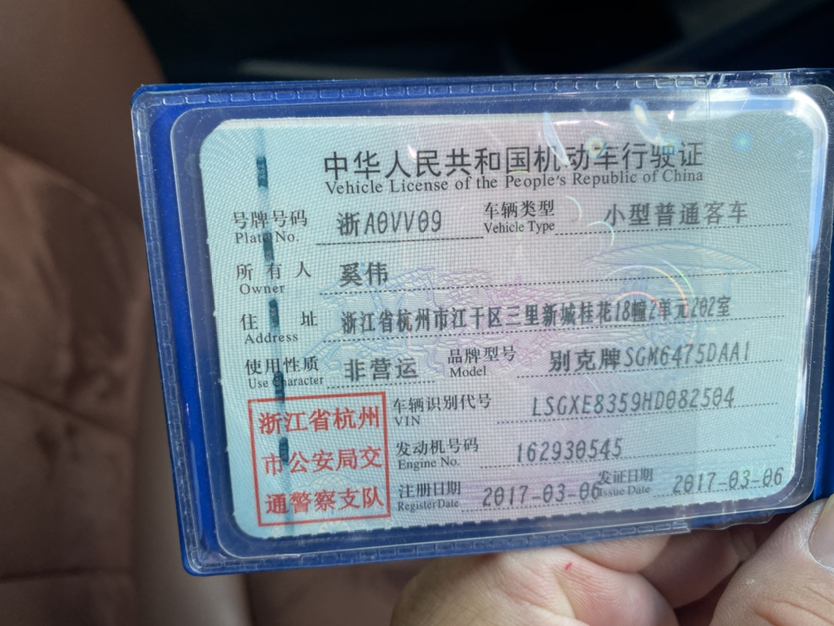 中华人民共和国机动车行驶证
Vehicle License of the People's Republic of China
号牌号码 浙A0VV09 车辆类型 小型普通客车
Plate No. Vehicle Type
所有人 奚伟
Owner
住址 浙江省杭州市江干区三里新城桂花18幢2单元202室
Address
使用性质 非营运 品牌型号 别克牌SGM6475DAA1
Use Character Model
浙江省杭州
市公安局交
通警察支队
车辆识别代号 LSGXE8359HD082504
VIN
发动机号码 162930545
Engine No.
注册日期 2017-03-06 发证日期 2017-03-06
Register Date Issue Date